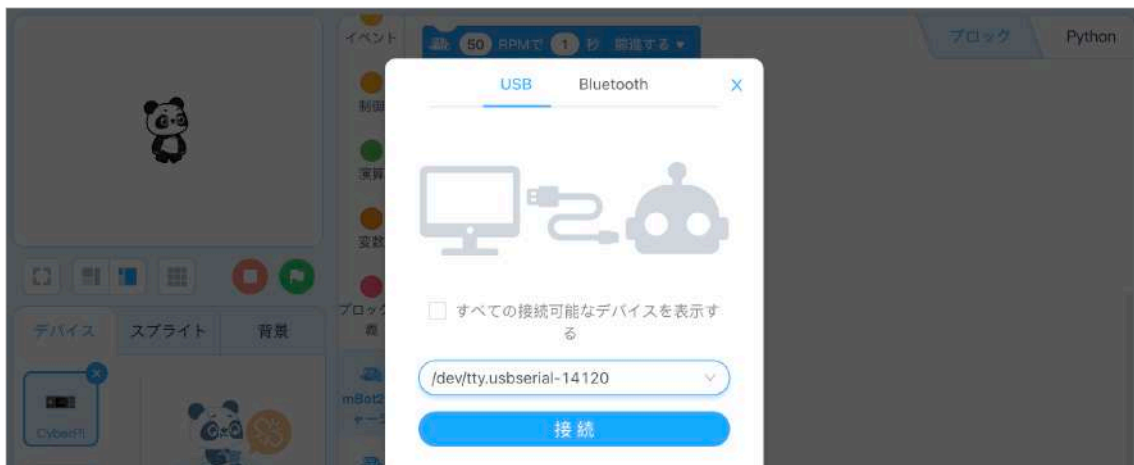 イベント
50 RPMで 1 秒 前進する
ブロック
Python
USB
Bluetooth
X
制御
演算
変数
すべての接続可能なデバイスを表示す
る
ブロック
デバイス
スプライト
背景
/dev/tty.usbserial-14120
接続
CyberPi
mBot2